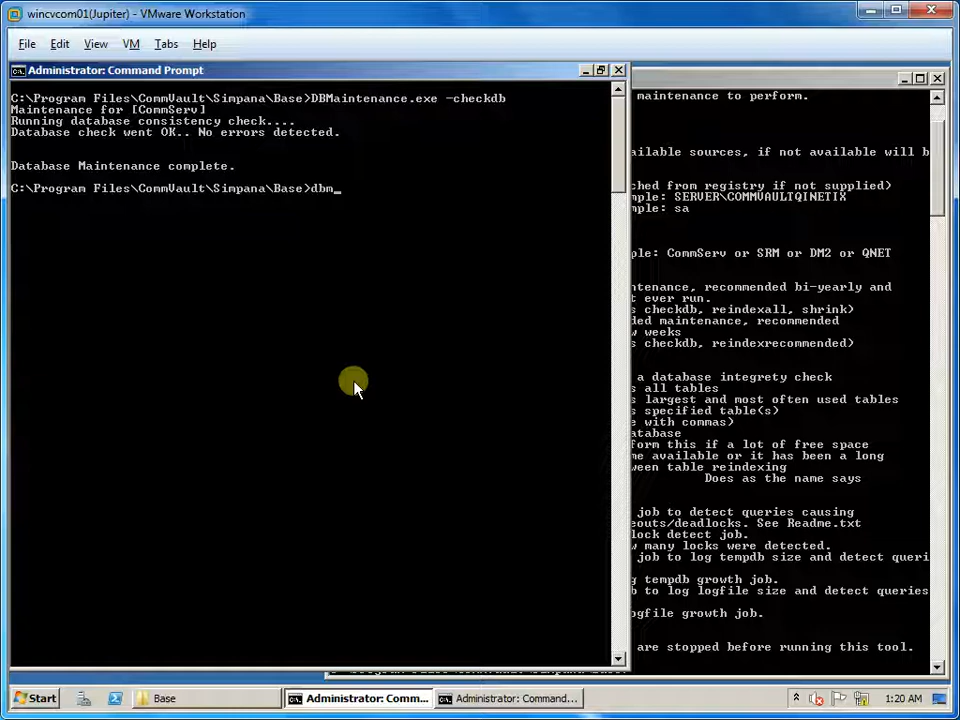 wincvcom01(Jupiter) - VMware Workstation
File Edit View VM Tabs Help
Administrator: Command Prompt
C:\Program Files\CommVault\Simpana\Base>DBMaintenance.exe -checkdb
Maintenance for [CommServ]
Running database consistency check....
Database check went OK.. No errors detected.
Database Maintenance complete.
C:\Program Files\CommVault\Simpana\Base>dbm_
maintenance to perform.
ailable sources, if not available will b
ched from registry if not supplied)
mple: SERVER\COMMVAULTQINETIX
mple: sa
ple: CommServ or SRM or DM2 or QNET
ntenance, recommended bi-yearly and
t ever run.
s checkdb, reindexall, shrink)
ded maintenance, recommended
w weeks
s checkdb, reindexrecommended)
a database integrety check
s all tables
s largest and most often used tables
s specified table(s)
e with commas)
atabase
form this if a lot of free space
me available or it has been a long
ween table reindexing
Does as the name says
job to detect queries causing
eouts/deadlocks. See Readme.txt
lock detect job.
w many locks were detected.
job to log tempdb size and detect queri
g tempdb growth job.
b to log logfile size and detect queries
ogfile growth job.
are stopped before running this tool.
Start
Base
Administrator: Comm...
Administrator: Command...
1:20 AM